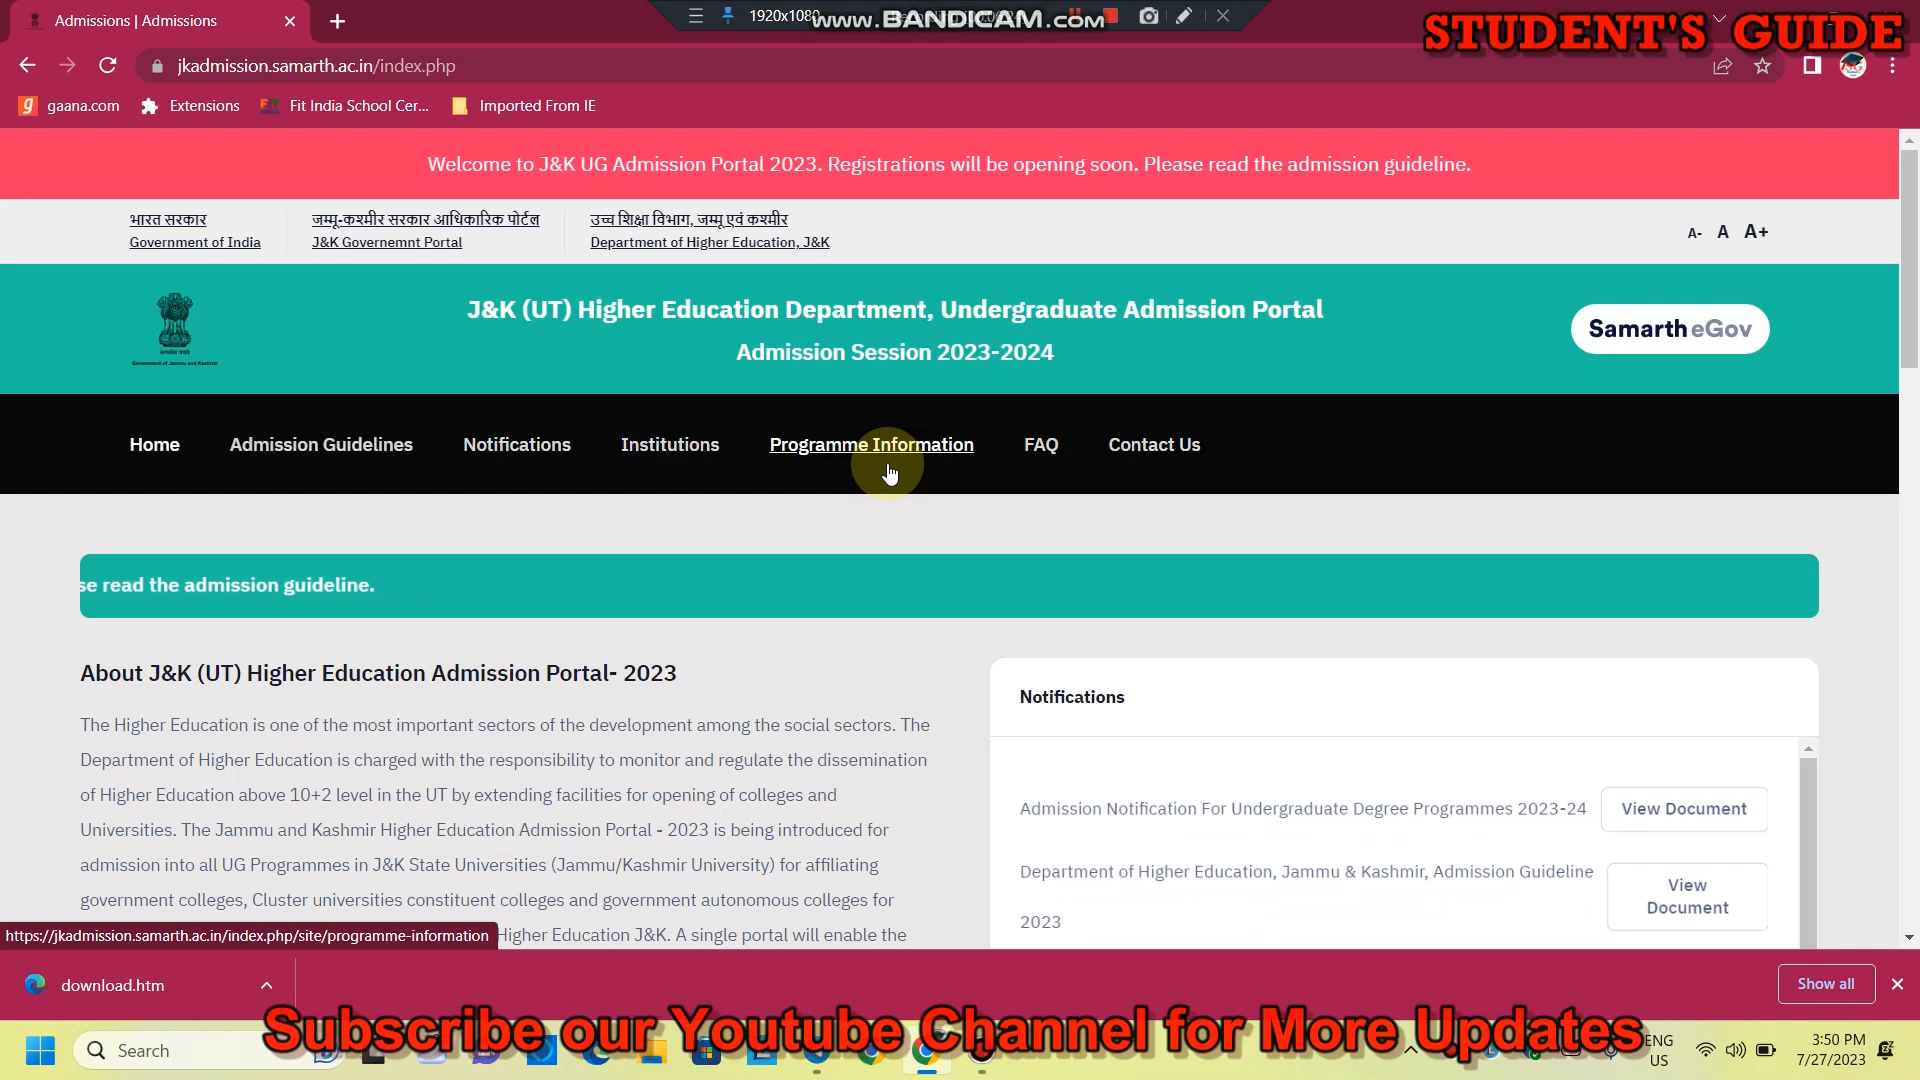 Admissions | Admissions
1920x1080
www.BANDICAM.com
STUDENT'S GUIDE
jkadmission.samarth.ac.in/index.php
gaana.com
Extensions
Fit India School Cer...
Imported From IE
Welcome to J&K UG Admission Portal 2023. Registrations will be opening soon. Please read the admission guideline.
भारत सरकार
Government of India
जम्मू-कश्मीर सरकार आधिकारिक पोर्टल
J&K Governemnt Portal
उच्च शिक्षा विभाग, जम्मू एवं कश्मीर
Department of Higher Education, J&K
A- A A+
J&K (UT) Higher Education Department, Undergraduate Admission Portal
Admission Session 2023-2024
Government of Jammu and Kashmir
Samarth eGov
Home
Admission Guidelines
Notifications
Institutions
Programme Information
FAQ
Contact Us
se read the admission guideline.
About J&K (UT) Higher Education Admission Portal- 2023
The Higher Education is one of the most important sectors of the development among the social sectors. The
Department of Higher Education is charged with the responsibility to monitor and regulate the dissemination
of Higher Education above 10+2 level in the UT by extending facilities for opening of colleges and
Universities. The Jammu and Kashmir Higher Education Admission Portal - 2023 is being introduced for
admission into all UG Programmes in J&K State Universities (Jammu/Kashmir University) for affiliating
government colleges, Cluster universities constituent colleges and government autonomous colleges for
Higher Education J&K. A single portal will enable the
Notifications
Admission Notification For Undergraduate Degree Programmes 2023-24
View Document
Department of Higher Education, Jammu & Kashmir, Admission Guideline
2023
View
Document
https://jkadmission.samarth.ac.in/index.php/site/programme-information
download.htm
Show all
Subscribe our Youtube Channel for More Updates
Search
ENG
US
3:50 PM
7/27/2023